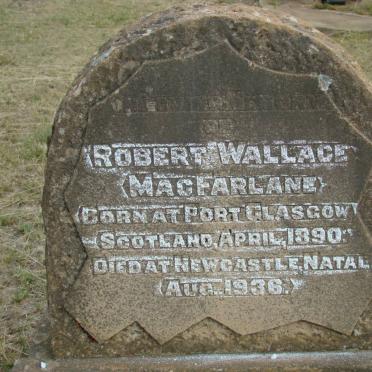 OF
ROBERT WALLACE
MACFARLANE
BORN AT PORT GLASGOW
SCOTLAND, APRIL, 1890.
DIED AT NEWCASTLE, NATAL
AUG. 1936.